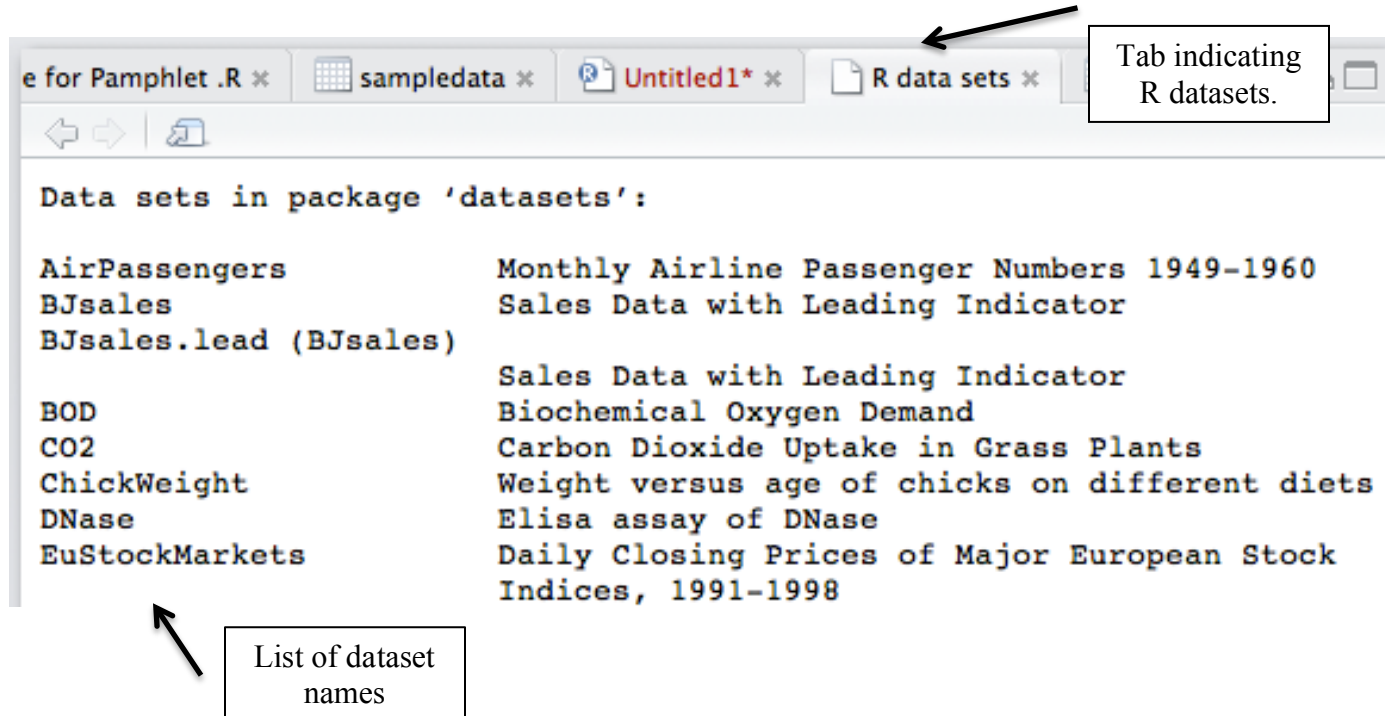 Tab indicating
R datasets.
e for Pamphlet .R × sampledata × Untitled1* × R data sets ×
Data sets in package ‘datasets’:
AirPassengers Monthly Airline Passenger Numbers 1949-1960
BJsales Sales Data with Leading Indicator
BJsales.lead (BJsales)
Sales Data with Leading Indicator
BOD Biochemical Oxygen Demand
CO2 Carbon Dioxide Uptake in Grass Plants
ChickWeight Weight versus age of chicks on different diets
DNase Elisa assay of DNase
EuStockMarkets Daily Closing Prices of Major European Stock
Indices, 1991-1998
List of dataset
names